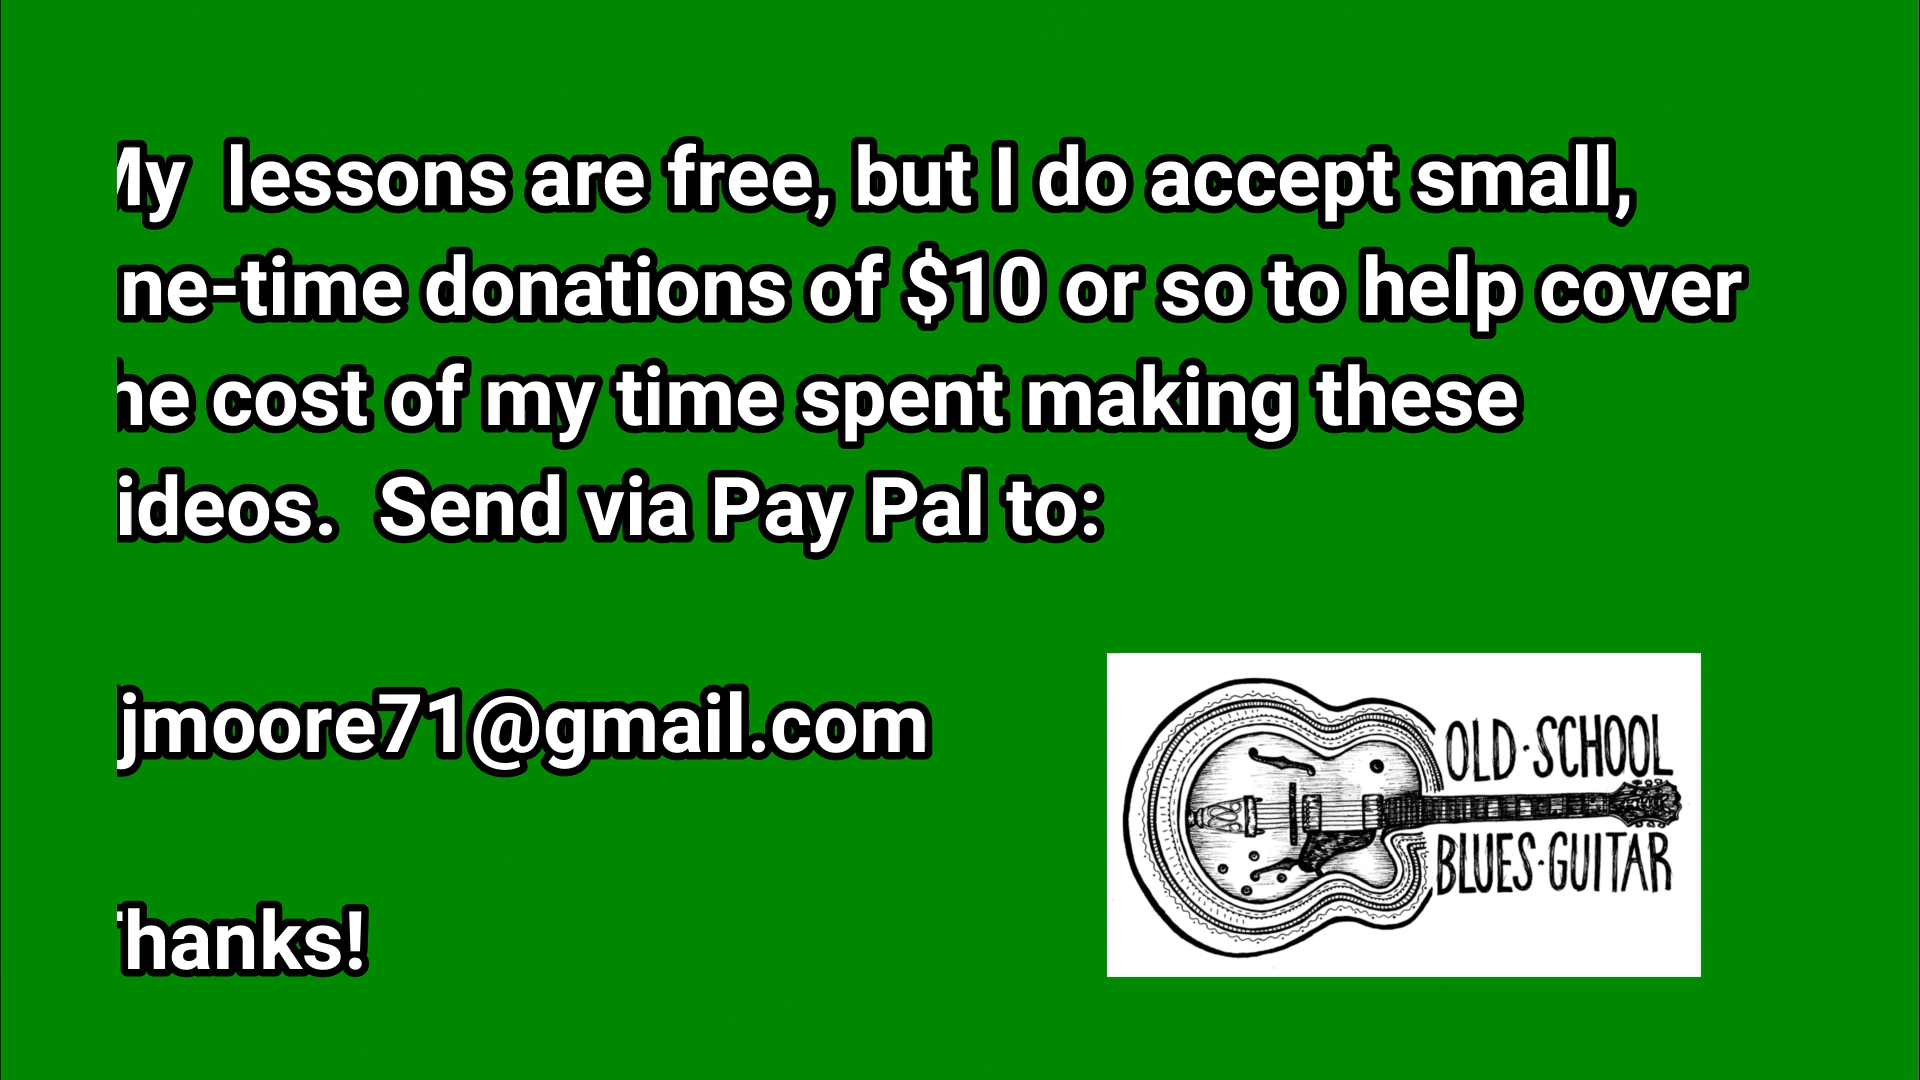 My lessons are free, but I do accept small,
ne-time donations of $10 or so to help cover
he cost of my time spent making these
ideos. Send via Pay Pal to:
jmoore71@gmail.com
hanks!
OLD·SCHOOL
BLUES·GUITAR